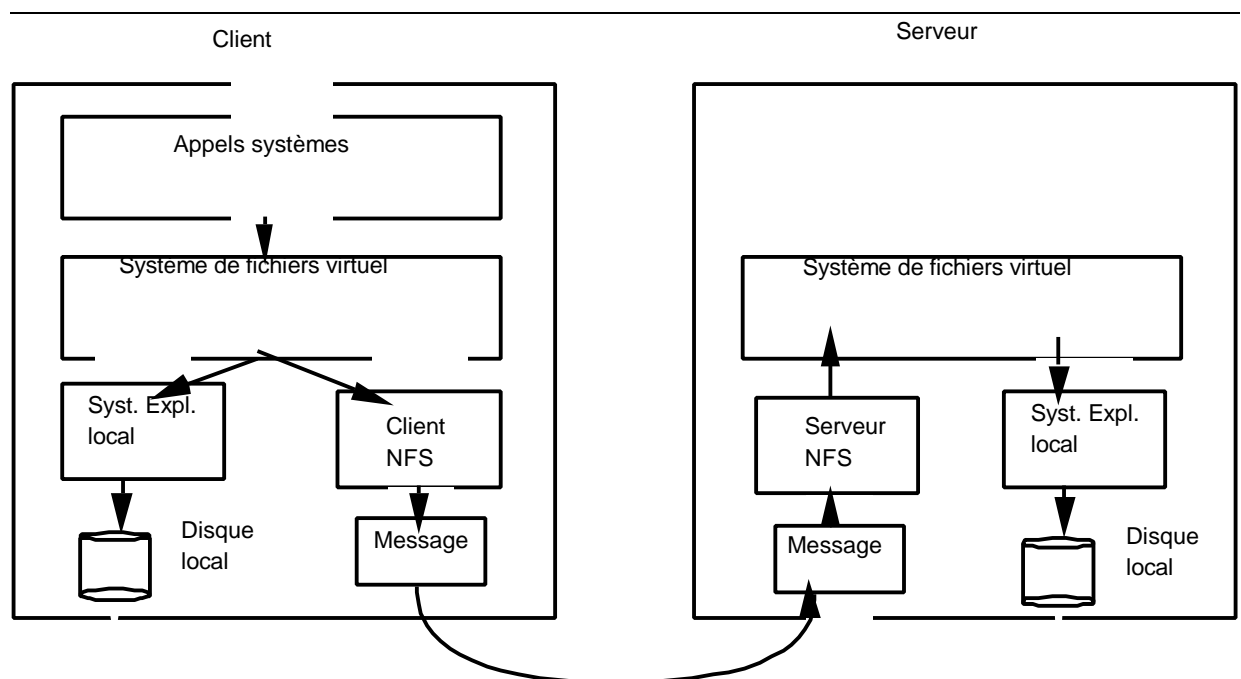 Client
Serveur
Appels systèmes
Système de fichiers virtuel
Syst. Expl.
local
Client
NFS
Disque
local
Message
Système de fichiers virtuel
Serveur
NFS
Syst. Expl.
local
Message
Disque
local